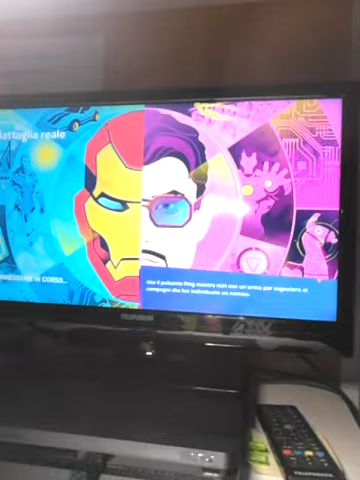 Battaglia reale
CONNESSIONE IN CORSO...
Usa il pulsante Ping mentre miri con un'arma per segnalare ai
compagni che hai individuato un nemico.
TELEFUNKEN
TELEFUNKEN